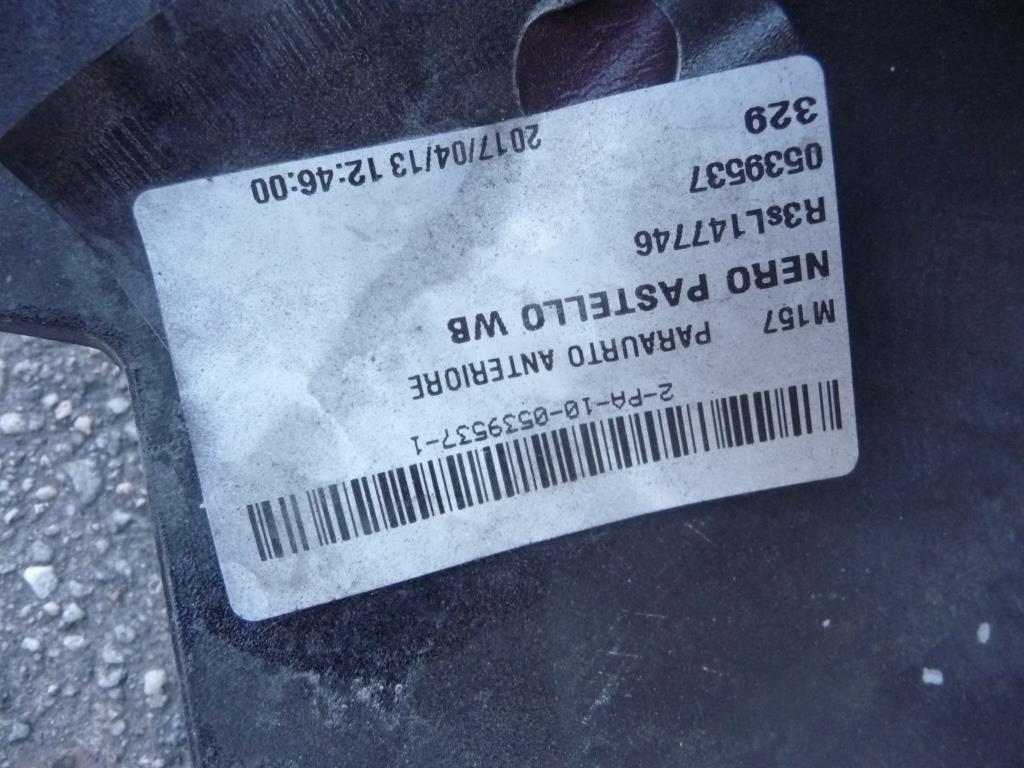 2-PA-10-0539537-1
M157 PARAURTO ANTERIORE
NERO PASTELLO WB
R3sL147746
0539537
329
2017/04/13 12:46:00